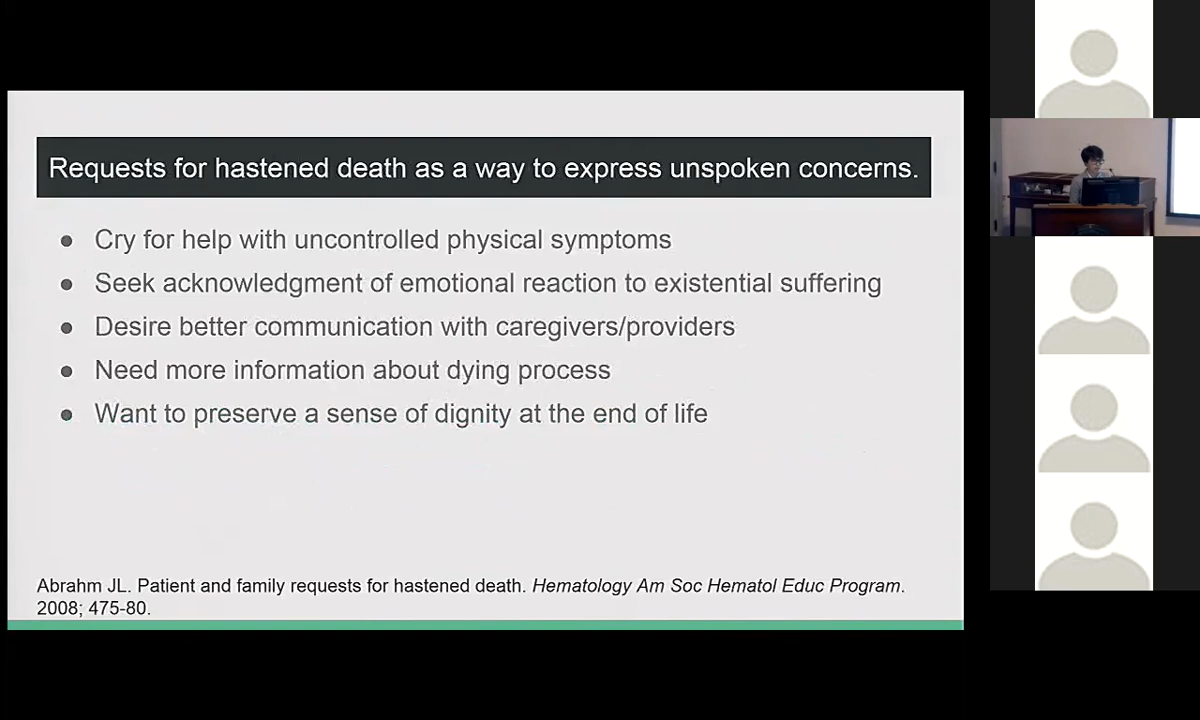 Requests for hastened death as a way to express unspoken concerns.
● Cry for help with uncontrolled physical symptoms
● Seek acknowledgment of emotional reaction to existential suffering
● Desire better communication with caregivers/providers
● Need more information about dying process
● Want to preserve a sense of dignity at the end of life
Abrahm JL. Patient and family requests for hastened death. Hematology Am Soc Hematol Educ Program.
2008; 475-80.